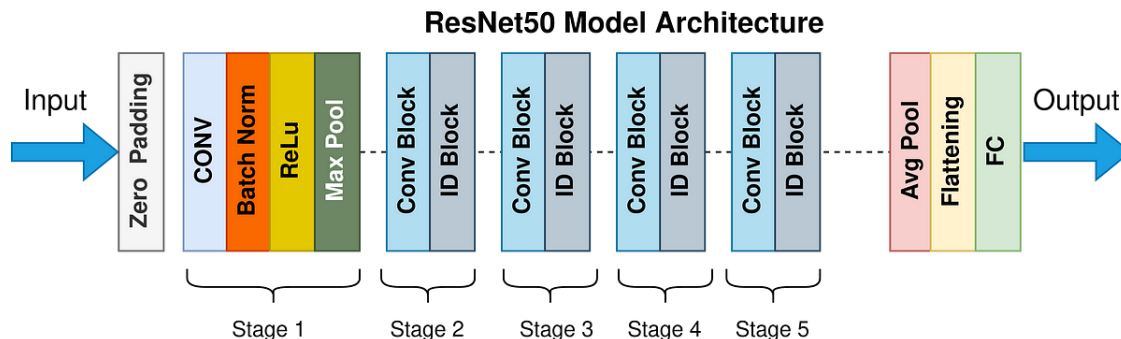 ResNet50 Model Architecture
Input
Zero Padding
CONV
Batch Norm
ReLu
Max Pool
Conv Block
ID Block
Conv Block
ID Block
Conv Block
ID Block
Conv Block
ID Block
Avg Pool
Flattening
FC
Output
Stage 1
Stage 2
Stage 3
Stage 4
Stage 5